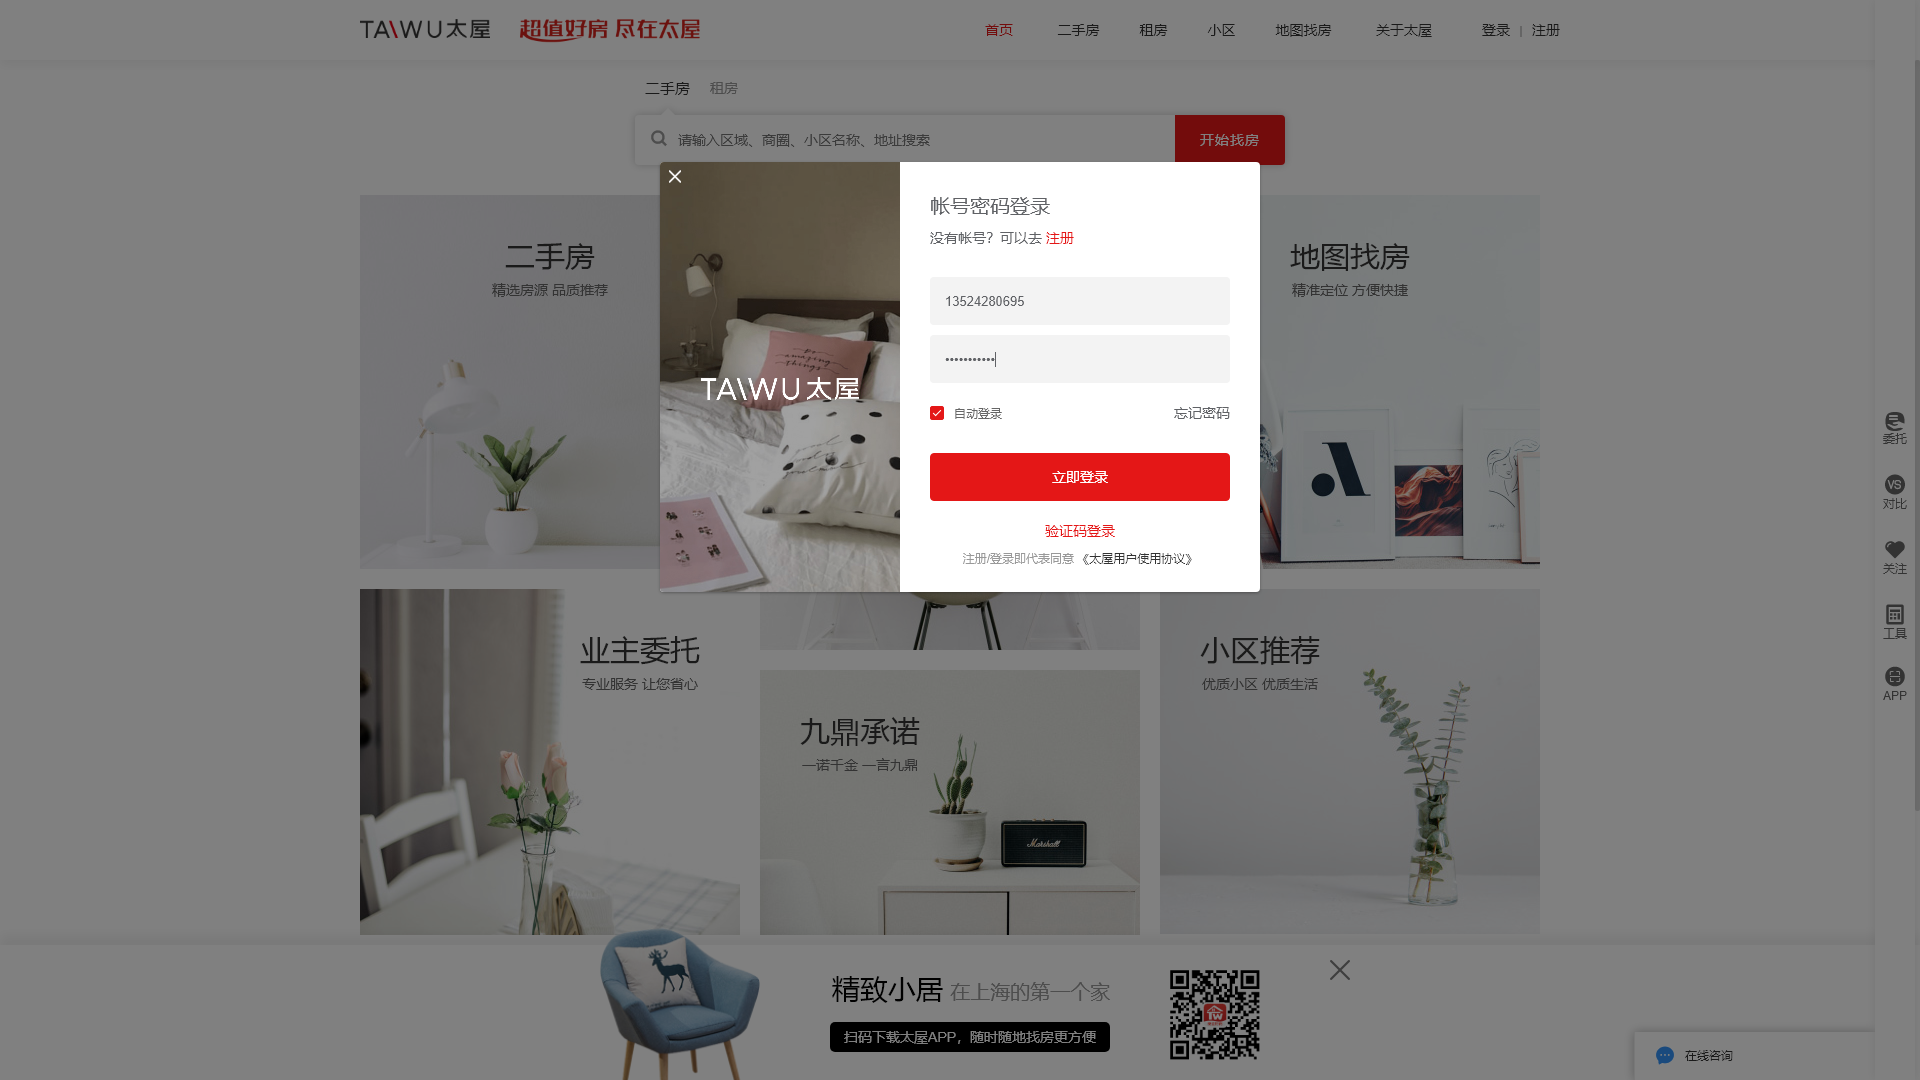 TAWU太屋 超值好房 尽在太屋 首页 二手房 租房 小区 地图找房 关于太屋 登录 | 注册
二手房 租房
请输入区域、商圈、小区名称、地址搜索 开始找房
帐号密码登录
没有帐号？可以去 注册
13524280695
•••••••••••
自动登录 忘记密码
立即登录
验证码登录
注册/登录即代表同意 《太屋用户使用协议》
TAWU太屋
be amazing things
二手房
精选房源 品质推荐
地图找房
精准定位 方便快捷
业主委托
专业服务 让您省心
九鼎承诺
一诺千金 一言九鼎
Marshall
小区推荐
优质小区 优质生活
委托
VS
对比
关注
工具
APP
精致小居 在上海的第一个家
扫码下载太屋APP，随时随地找房更方便
TW
在线咨询